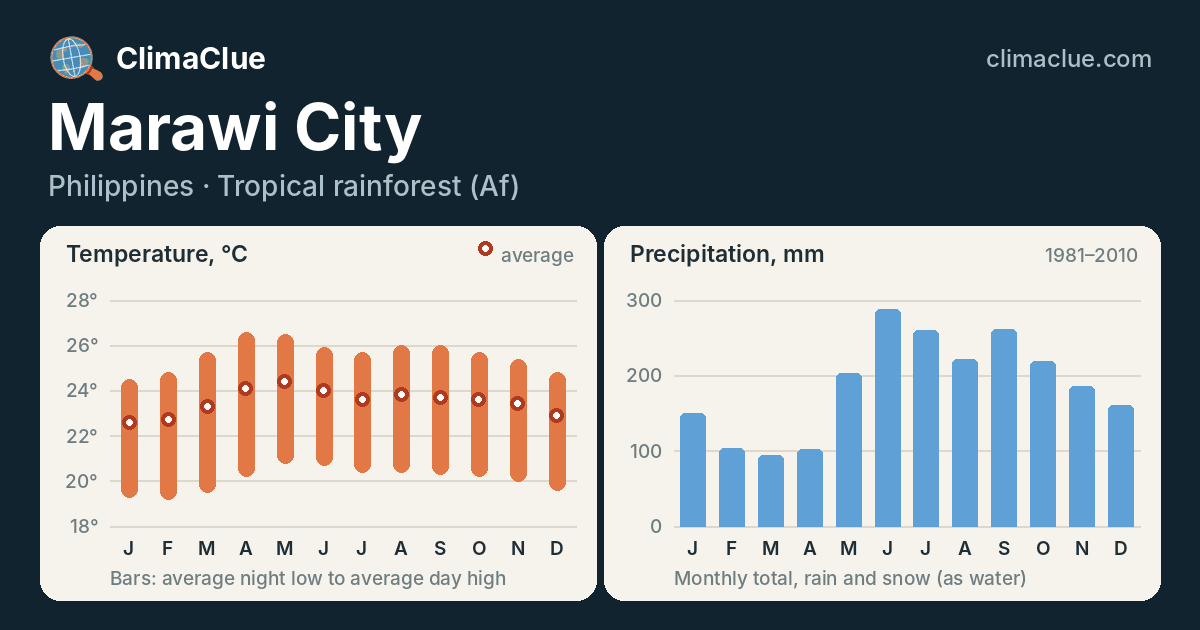 ClimaClue
climaclue.com
Marawi City
Philippines · Tropical rainforest (Af)
Temperature, °C
average
28°
26°
24°
22°
20°
18°
J F M A M J J A S O N D
Bars: average night low to average day high
Precipitation, mm
1981–2010
300
200
100
0
J F M A M J J A S O N D
Monthly total, rain and snow (as water)